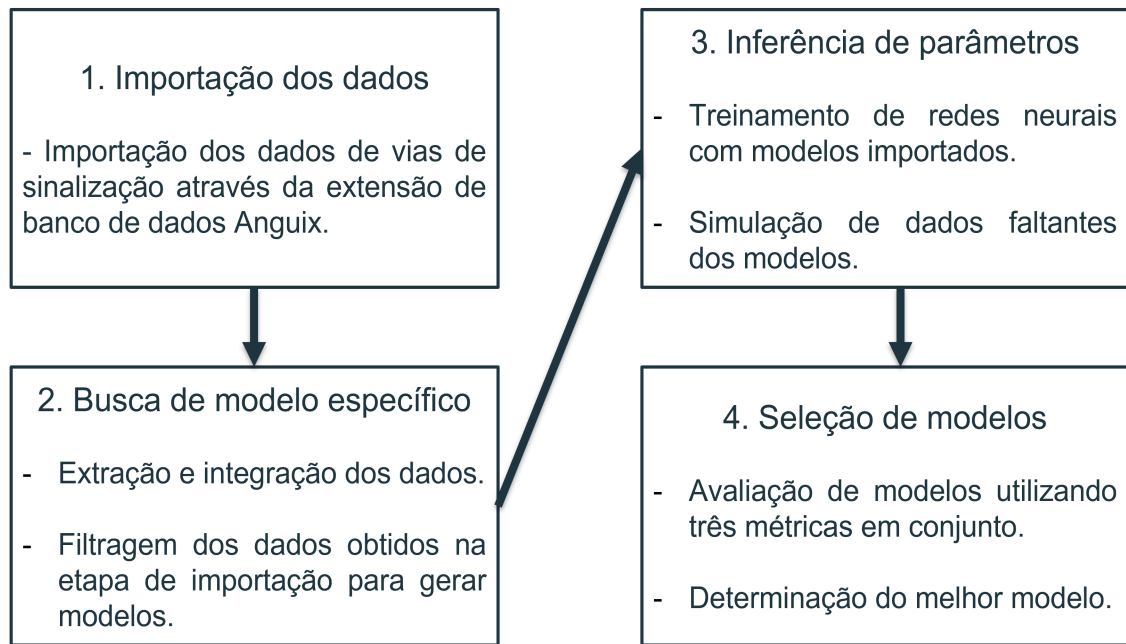 1. Importação dos dados
- Importação dos dados de vias de
sinalização através da extensão de
banco de dados Anguix.
2. Busca de modelo específico
- Extração e integração dos dados.
- Filtragem dos dados obtidos na
etapa de importação para gerar
modelos.
3. Inferência de parâmetros
- Treinamento de redes neurais
com modelos importados.
- Simulação de dados faltantes
dos modelos.
4. Seleção de modelos
- Avaliação de modelos utilizando
três métricas em conjunto.
- Determinação do melhor modelo.